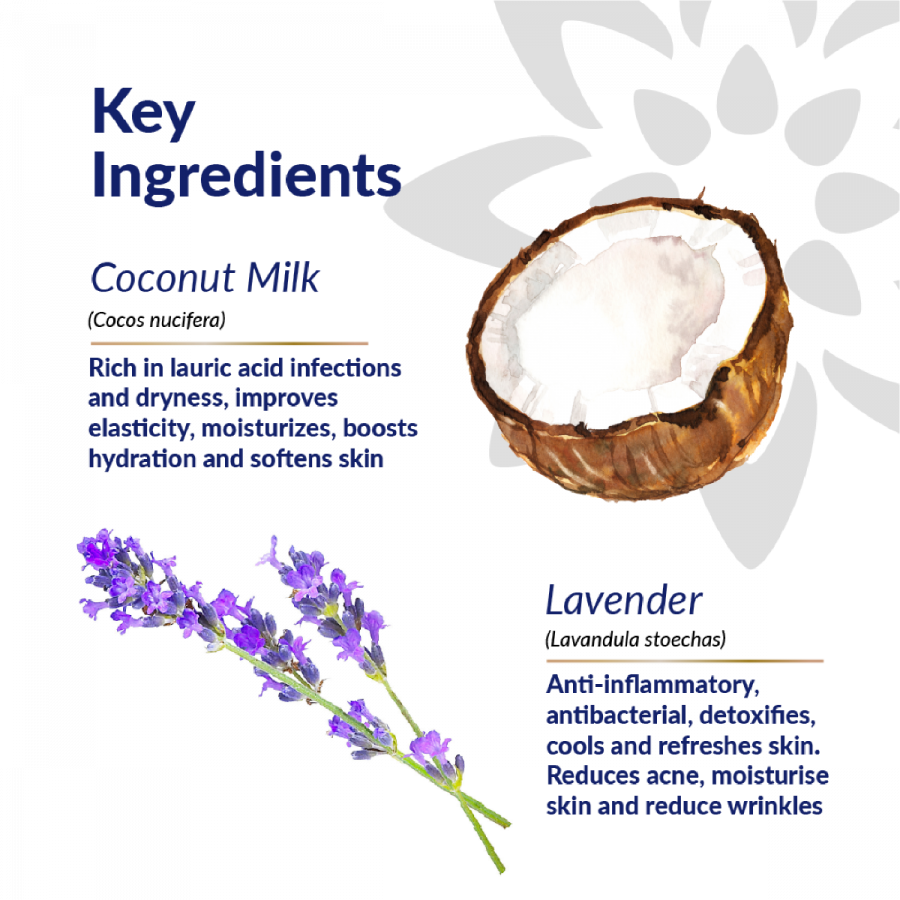 Key
Ingredients
Coconut Milk
(Cocos nucifera)
Rich in lauric acid infections
and dryness, improves
elasticity, moisturizes, boosts
hydration and softens skin
Lavender
(Lavandula stoechas)
Anti-inflammatory,
antibacterial, detoxifies,
cools and refreshes skin.
Reduces acne, moisturise
skin and reduce wrinkles